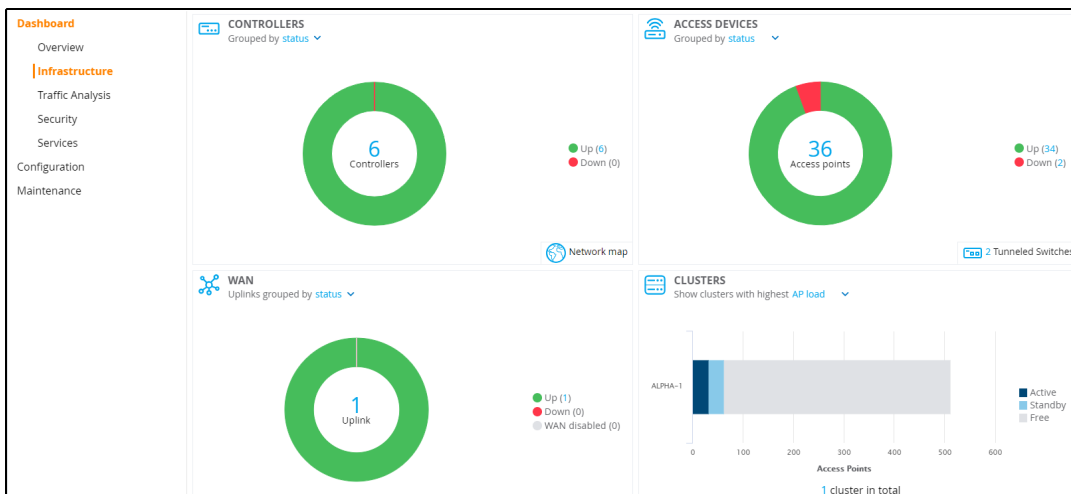 Dashboard
Overview
Infrastructure
Traffic Analysis
Security
Services
Configuration
Maintenance
CONTROLLERS
Grouped by status
6
Controllers
Up (6)
Down (0)
Network map
ACCESS DEVICES
Grouped by status
36
Access points
Up (34)
Down (2)
2 Tunneled Switches
WAN
Uplinks grouped by status
1
Uplink
Up (1)
Down (0)
WAN disabled (0)
CLUSTERS
Show clusters with highest AP load
ALPHA-1
Active
Standby
Free
0 100 200 300 400 500 600
Access Points
1 cluster in total